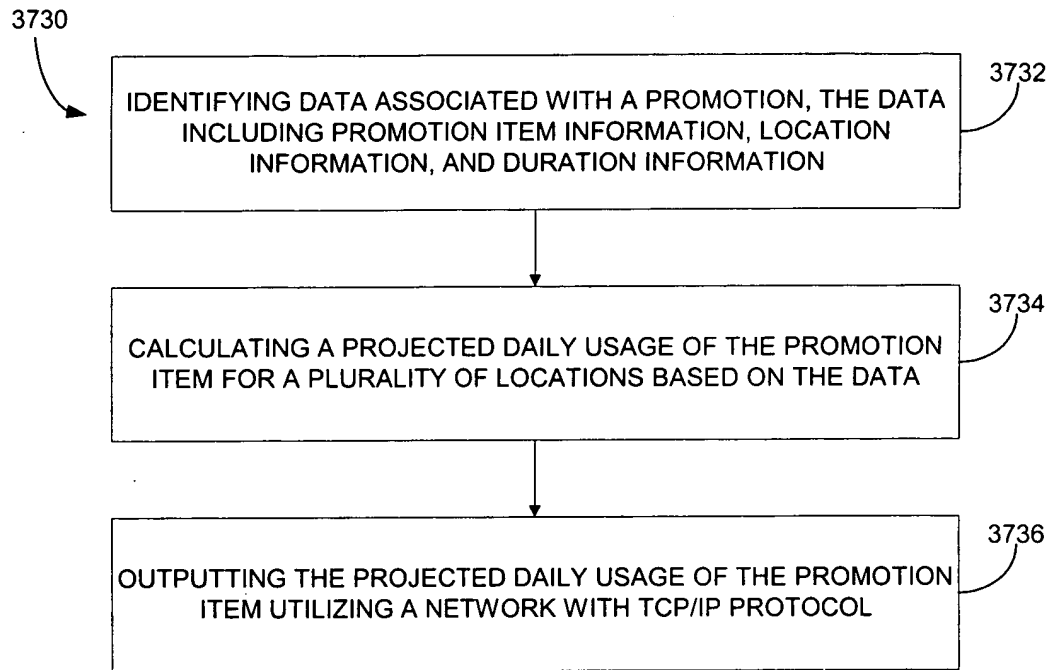 3730
3732
IDENTIFYING DATA ASSOCIATED WITH A PROMOTION, THE DATA
INCLUDING PROMOTION ITEM INFORMATION, LOCATION
INFORMATION, AND DURATION INFORMATION
3734
CALCULATING A PROJECTED DAILY USAGE OF THE PROMOTION
ITEM FOR A PLURALITY OF LOCATIONS BASED ON THE DATA
3736
OUTPUTTING THE PROJECTED DAILY USAGE OF THE PROMOTION
ITEM UTILIZING A NETWORK WITH TCP/IP PROTOCOL